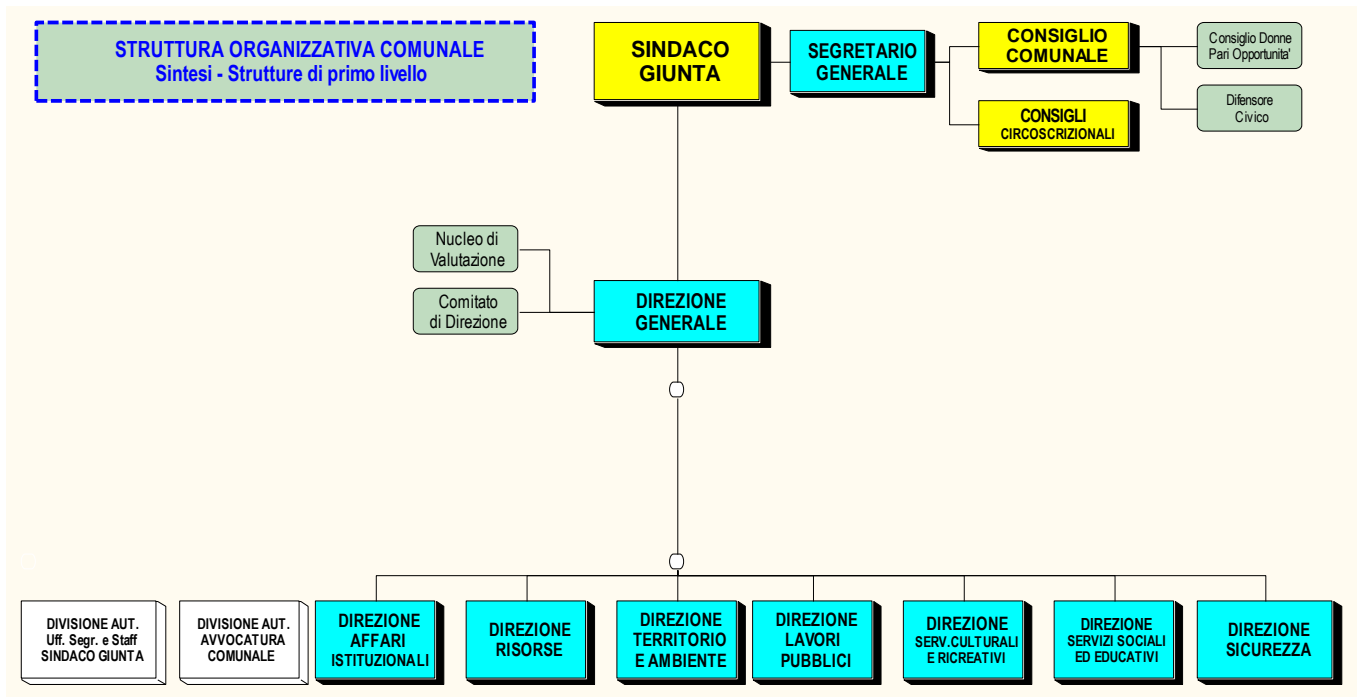 STRUTTURA ORGANIZZATIVA COMUNALE
Sintesi - Strutture di primo livello
SINDACO
GIUNTA
SEGRETARIO
GENERALE
CONSIGLIO
COMUNALE
Consiglio Donne
Pari Opportunita'
Difensore
Civico
CONSIGLI
CIRCOSCRIZIONALI
Nucleo di
Valutazione
Comitato
di Direzione
DIREZIONE
GENERALE
DIVISIONE AUT.
Uff. Segr. e Staff
SINDACO GIUNTA
DIVISIONE AUT.
AVVOCATURA
COMUNALE
DIREZIONE
AFFARI
ISTITUZIONALI
DIREZIONE
RISORSE
DIREZIONE
TERRITORIO
E AMBIENTE
DIREZIONE
LAVORI
PUBBLICI
DIREZIONE
SERV.CULTURALI
E RICREATIVI
DIREZIONE
SERVIZI SOCIALI
ED EDUCATIVI
DIREZIONE
SICUREZZA